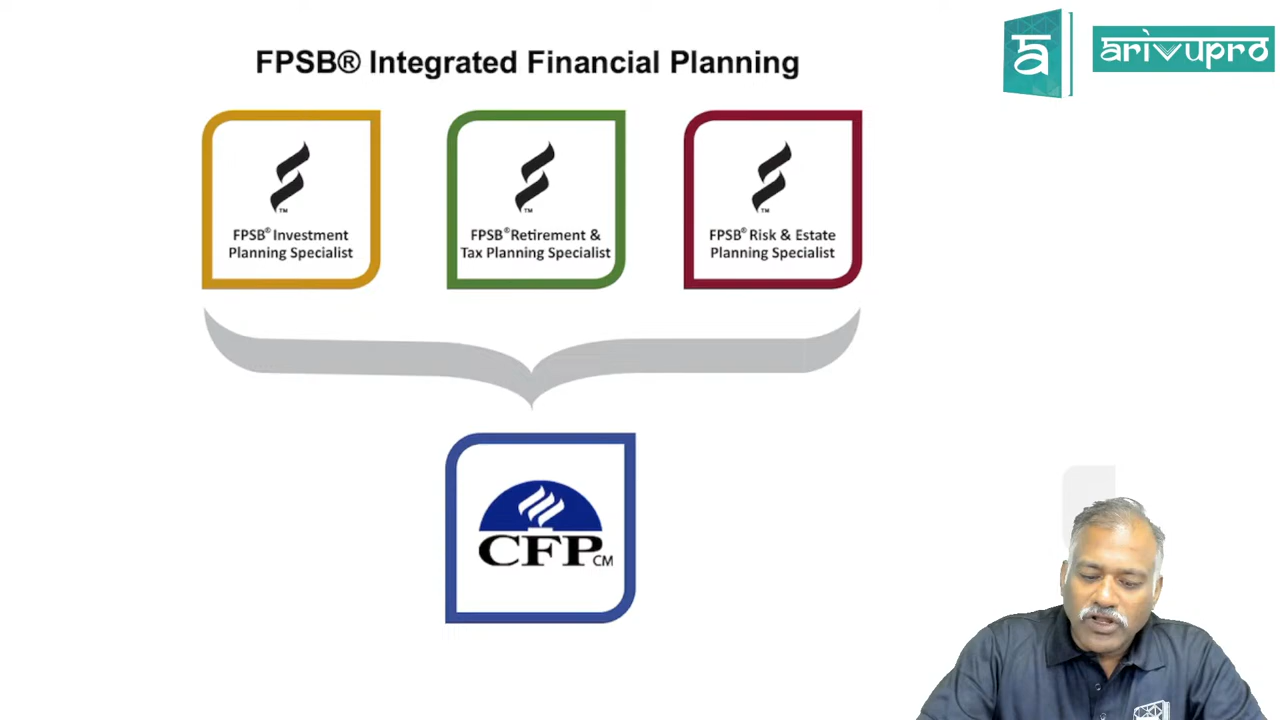 FPSB® Integrated Financial Planning
arivupro
FPSB® Investment
Planning Specialist
FPSB® Retirement &
Tax Planning Specialist
FPSB® Risk & Estate
Planning Specialist
CFP CM